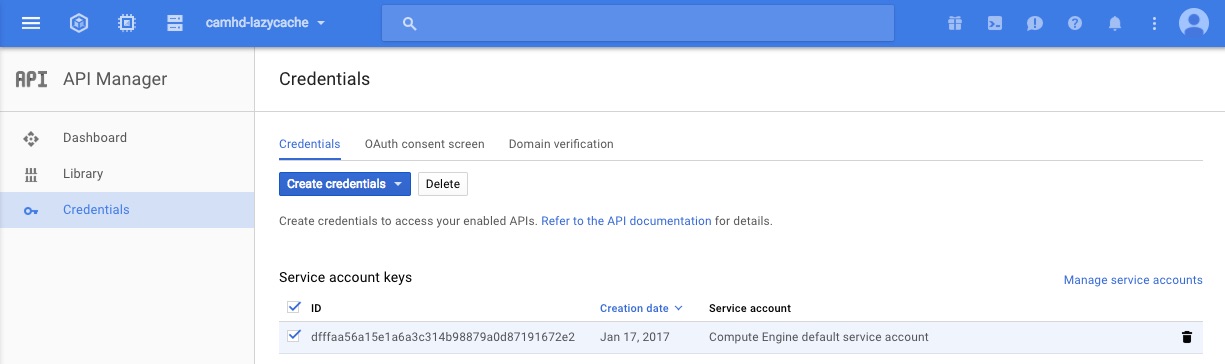 camhd-lazycache
API API Manager
Credentials
Dashboard
Library
Credentials
Credentials OAuth consent screen Domain verification
Create credentials Delete
Create credentials to access your enabled APIs. Refer to the API documentation for details.
Service account keys
Manage service accounts
ID Creation date Service account
dfffaa56a15e1a6a3c314b98879a0d87191672e2 Jan 17, 2017 Compute Engine default service account